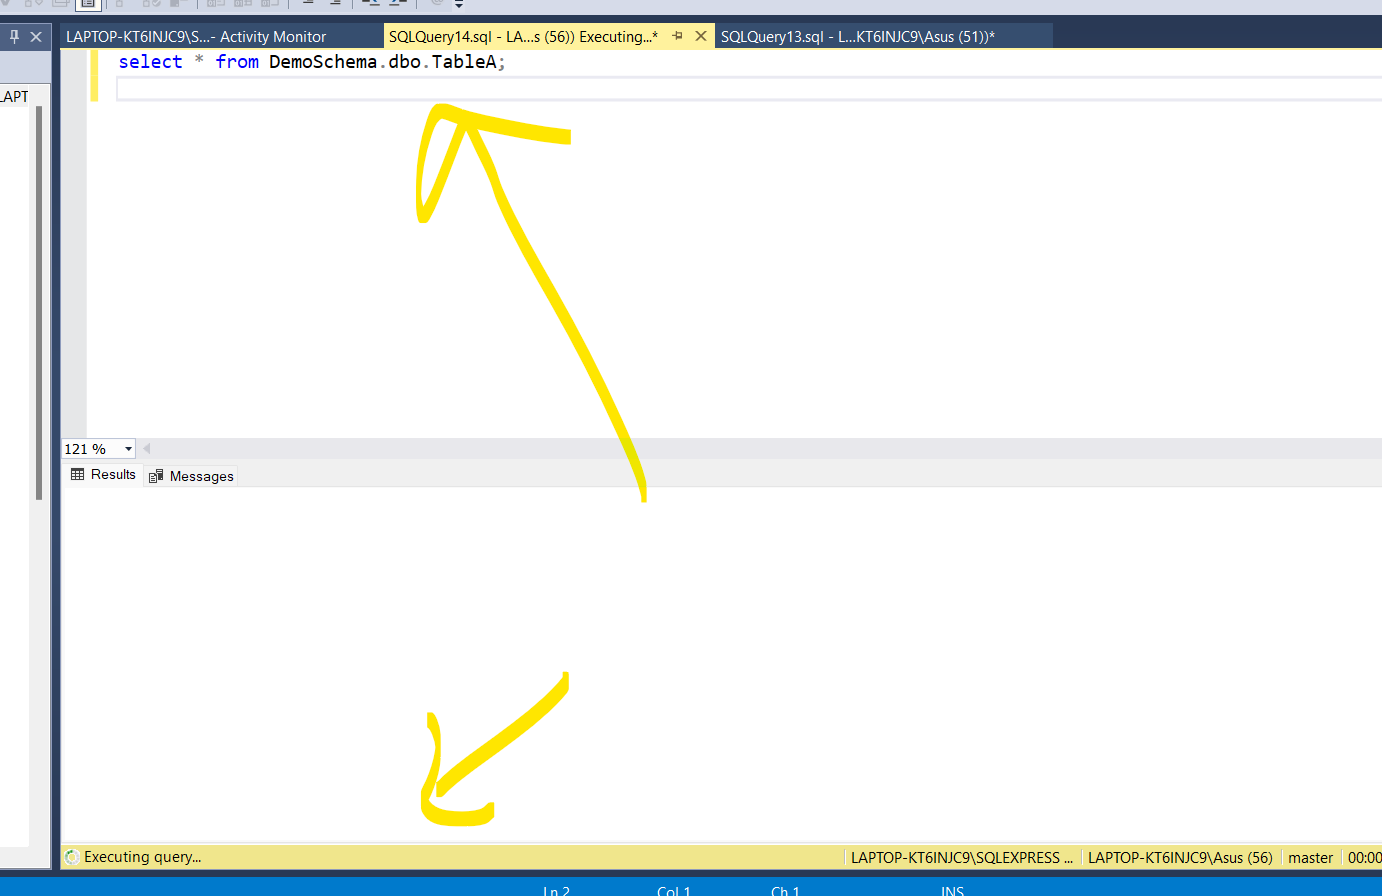 LAPTOP-KT6INJC9\S...- Activity Monitor
SQLQuery14.sql - LA...s (56)) Executing...*
SQLQuery13.sql - L...KT6INJC9\Asus (51))*
select * from DemoSchema.dbo.TableA;
LAPT
121 %
Results
Messages
Executing query...
LAPTOP-KT6INJC9\SQLEXPRESS ...
LAPTOP-KT6INJC9\Asus (56)
master
00:00
Ln 2
Col 1
Ch 1
INS